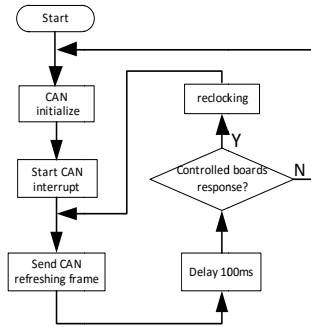 Start
CAN
initialize
Start CAN
interrupt
Send CAN
refreshing frame
Delay 100ms
Controlled boards
response?
Y
N
reclocking